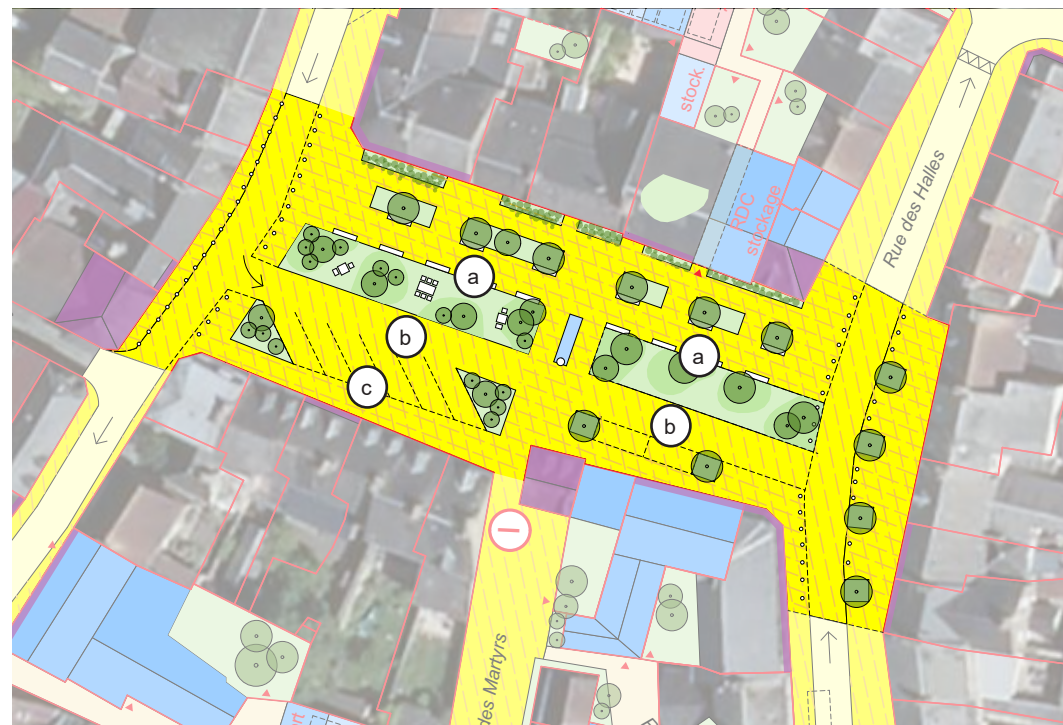 stock.
RDC
stockage
Rue des Halles
a
b
c
a
b
des Martyrs